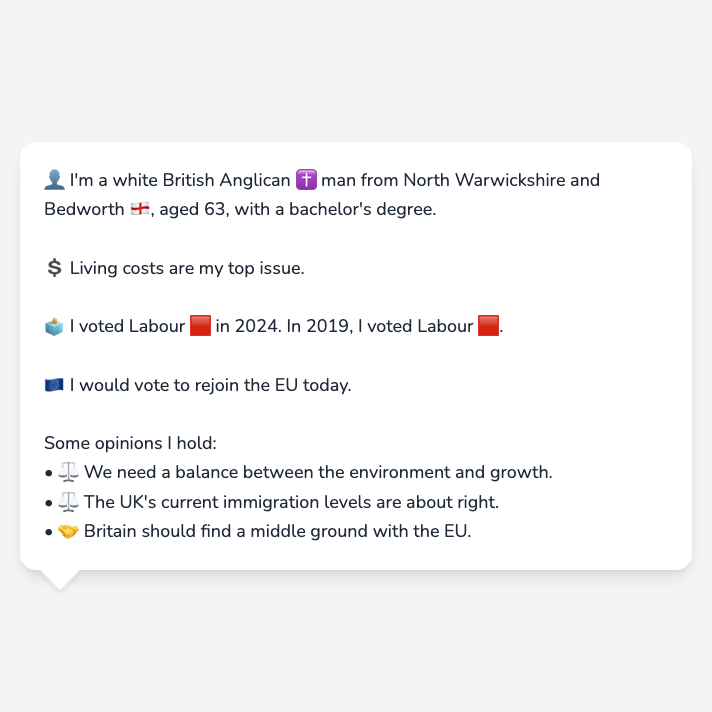 👤 I'm a white British Anglican ✝️ man from North Warwickshire and
Bedworth 🏴󠁧󠁢󠁥󠁮󠁧󠁿, aged 63, with a bachelor's degree.
💲 Living costs are my top issue.
🗳️ I voted Labour 🟥 in 2024. In 2019, I voted Labour 🟥.
🇪🇺 I would vote to rejoin the EU today.
Some opinions I hold:
• ⚖️ We need a balance between the environment and growth.
• ⚖️ The UK's current immigration levels are about right.
• 🤝 Britain should find a middle ground with the EU.